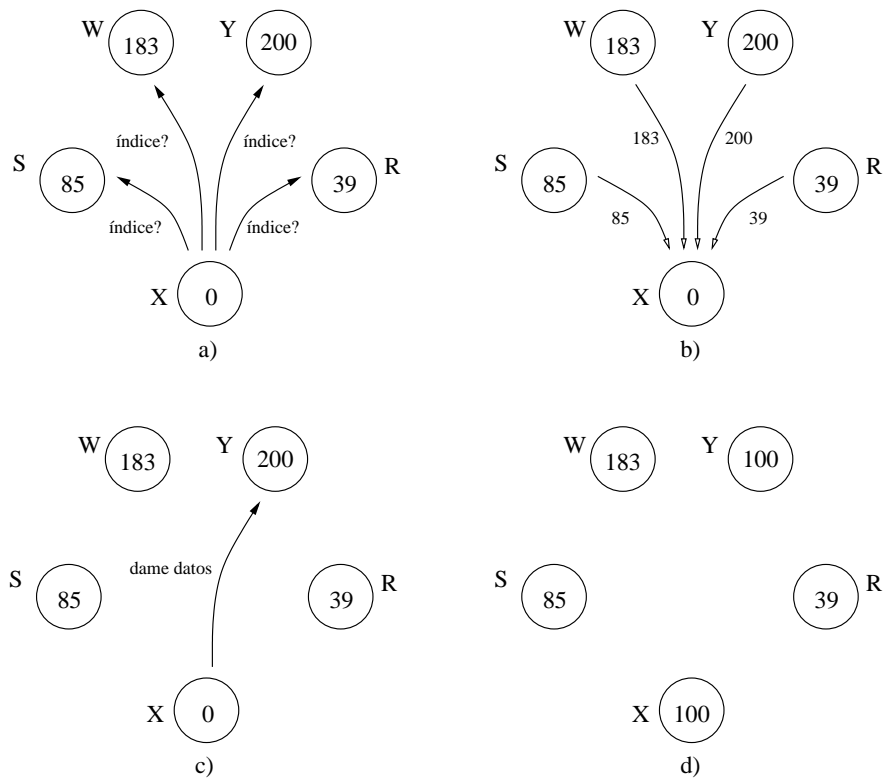 W 183
Y 200
índice?
índice?
S 85
39 R
índice?
índice?
X 0
a)
W 183
Y 200
183
200
S 85
39 R
85
39
X 0
b)
W 183
Y 200
dame datos
S 85
39 R
X 0
c)
W 183
Y 100
S 85
39 R
X 100
d)